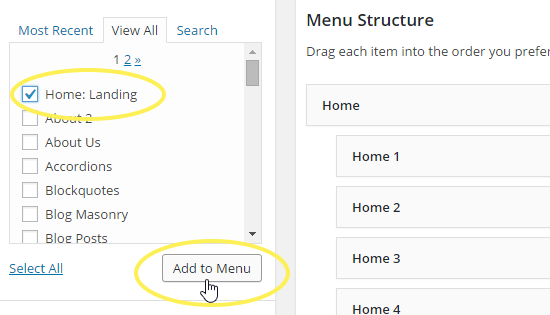 Most Recent View All Search
1 2 »
Home: Landing
About 2
About Us
Accordions
Blockquotes
Blog Masonry
Blog Posts
Select All Add to Menu
Menu Structure
Drag each item into the order you prefer
Home
Home 1
Home 2
Home 3
Home 4